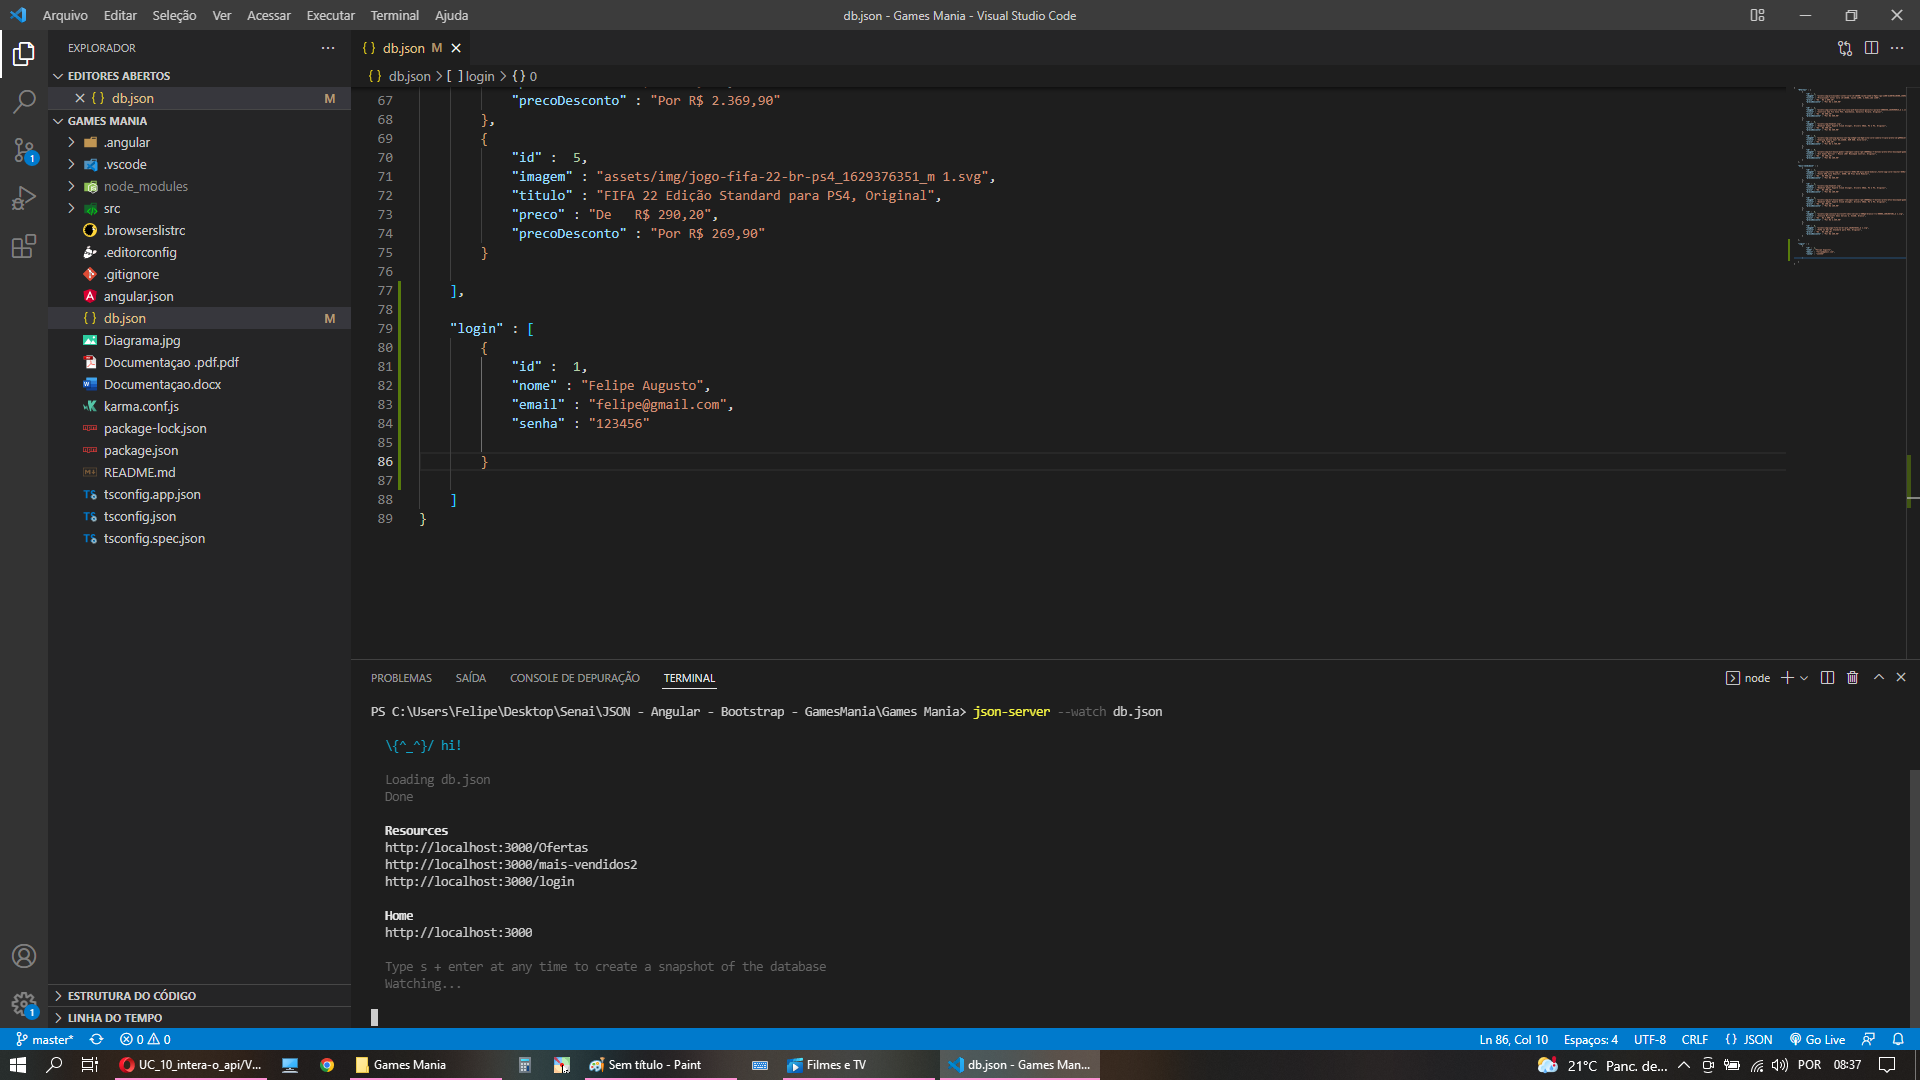 Arquivo Editar Seleção Ver Acessar Executar Terminal Ajuda
db.json - Games Mania - Visual Studio Code
EXPLORADOR
EDITORES ABERTOS
db.json M
GAMES MANIA
.angular
.vscode
node_modules
src
.browserslistrc
.editorconfig
.gitignore
angular.json
db.json M
Diagrama.jpg
Documentaçao .pdf.pdf
Documentaçao.docx
karma.conf.js
package-lock.json
package.json
README.md
tsconfig.app.json
tsconfig.json
tsconfig.spec.json
ESTRUTURA DO CÓDIGO
LINHA DO TEMPO
{} db.json M
{} db.json > [ ] login > {} 0
67 "precoDesconto" : "Por R$ 2.369,90"
68 },
69 {
70 "id" : 5,
71 "imagem" : "assets/img/jogo-fifa-22-br-ps4_1629376351_m 1.svg",
72 "titulo" : "FIFA 22 Edição Standard para PS4, Original",
73 "preco" : "De   R$ 290,20",
74 "precoDesconto" : "Por R$ 269,90"
75 }
76
77 ],
78
79 "login" : [
80 {
81 "id" : 1,
82 "nome" : "Felipe Augusto",
83 "email" : "felipe@gmail.com",
84 "senha" : "123456"
85
86 }
87
88 ]
89 }
PROBLEMAS SAÍDA CONSOLE DE DEPURAÇÃO TERMINAL
node
PS C:\Users\Felipe\Desktop\Senai\JSON - Angular - Bootstrap - GamesMania\Games Mania> json-server --watch db.json
\{^_^}/ hi!
Loading db.json
Done
Resources
http://localhost:3000/Ofertas
http://localhost:3000/mais-vendidos2
http://localhost:3000/login
Home
http://localhost:3000
Type s + enter at any time to create a snapshot of the database
Watching...
master* 0 0
Ln 86, Col 10 Espaços: 4 UTF-8 CRLF {} JSON Go Live
UC_10_intera-o_api/V... Games Mania Sem título - Paint Filmes e TV db.json - Games Man...
21°C Panc. de... POR 08:37